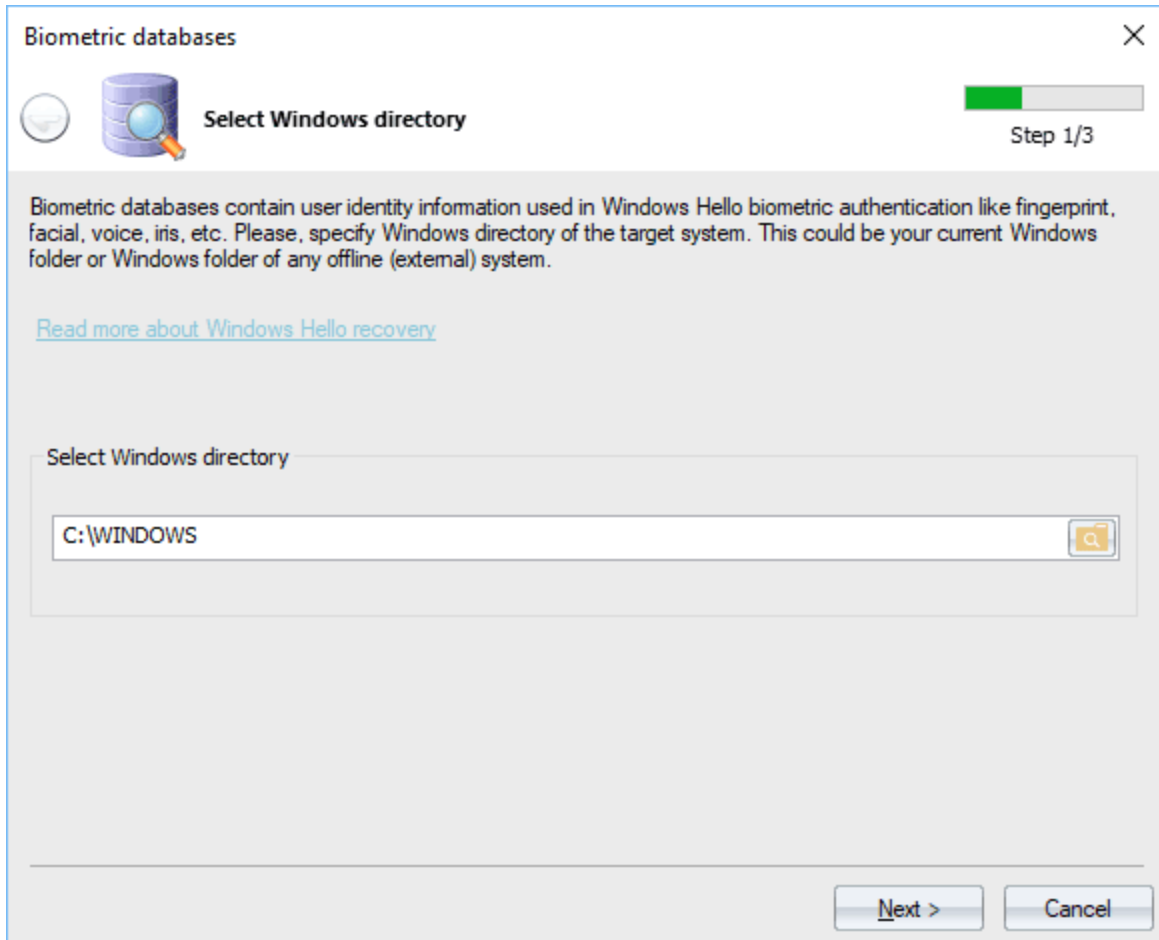 Biometric databases
Select Windows directory
Step 1/3
Biometric databases contain user identity information used in Windows Hello biometric authentication like fingerprint,
facial, voice, iris, etc. Please, specify Windows directory of the target system. This could be your current Windows
folder or Windows folder of any offline (external) system.
Read more about Windows Hello recovery
Select Windows directory
C:\WINDOWS
Next >
Cancel